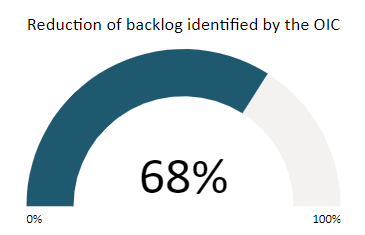 Reduction of backlog identified by the OIC
68%
0%
100%